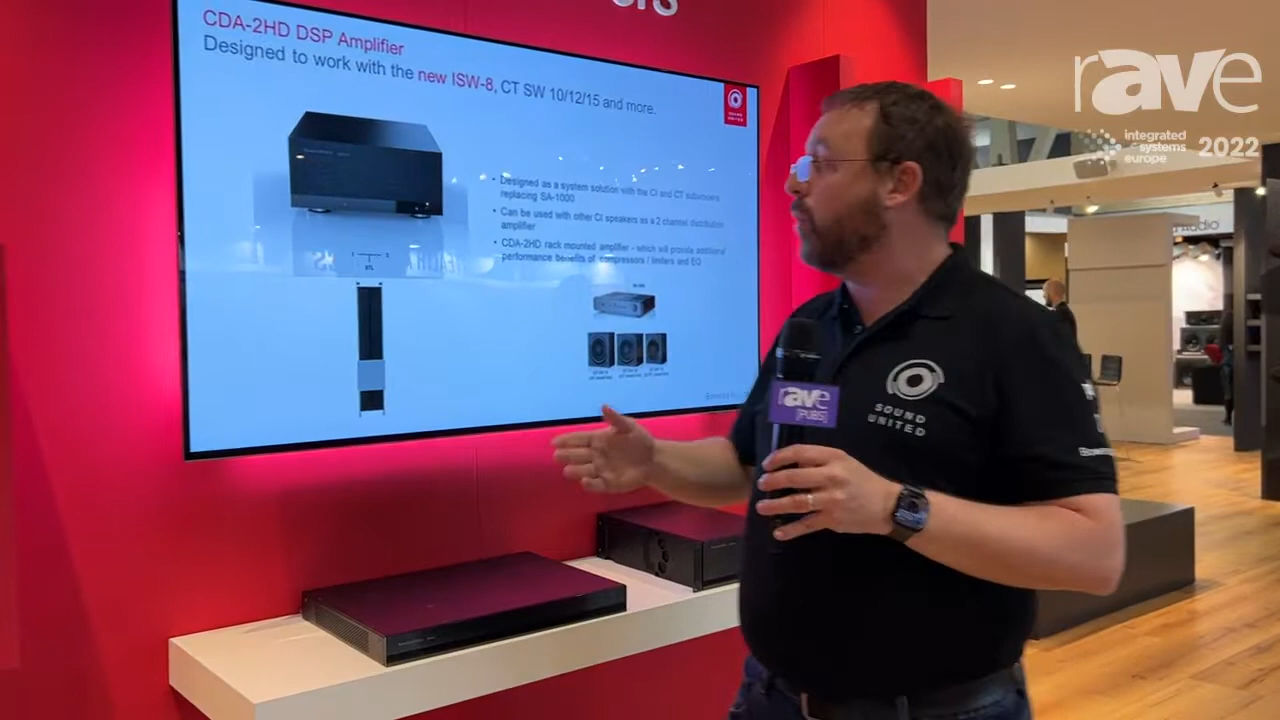 CDA-2HD DSP Amplifier
Designed to work with the new ISW-8, CT SW 10/12/15 and more.
SOUND
UNITED
• Designed as a system solution with the CI and CT subwoofers
replacing SA-1000
• Can be used with other CI speakers as a 2 channel distribution
amplifier
• CDA-2HD rack mounted amplifier - which will provide additional
performance benefits of compressors / limiters and EQ
rave
integrated
systems
europe
2022
rave
[PUBS]
SOUND
UNITED
Audio